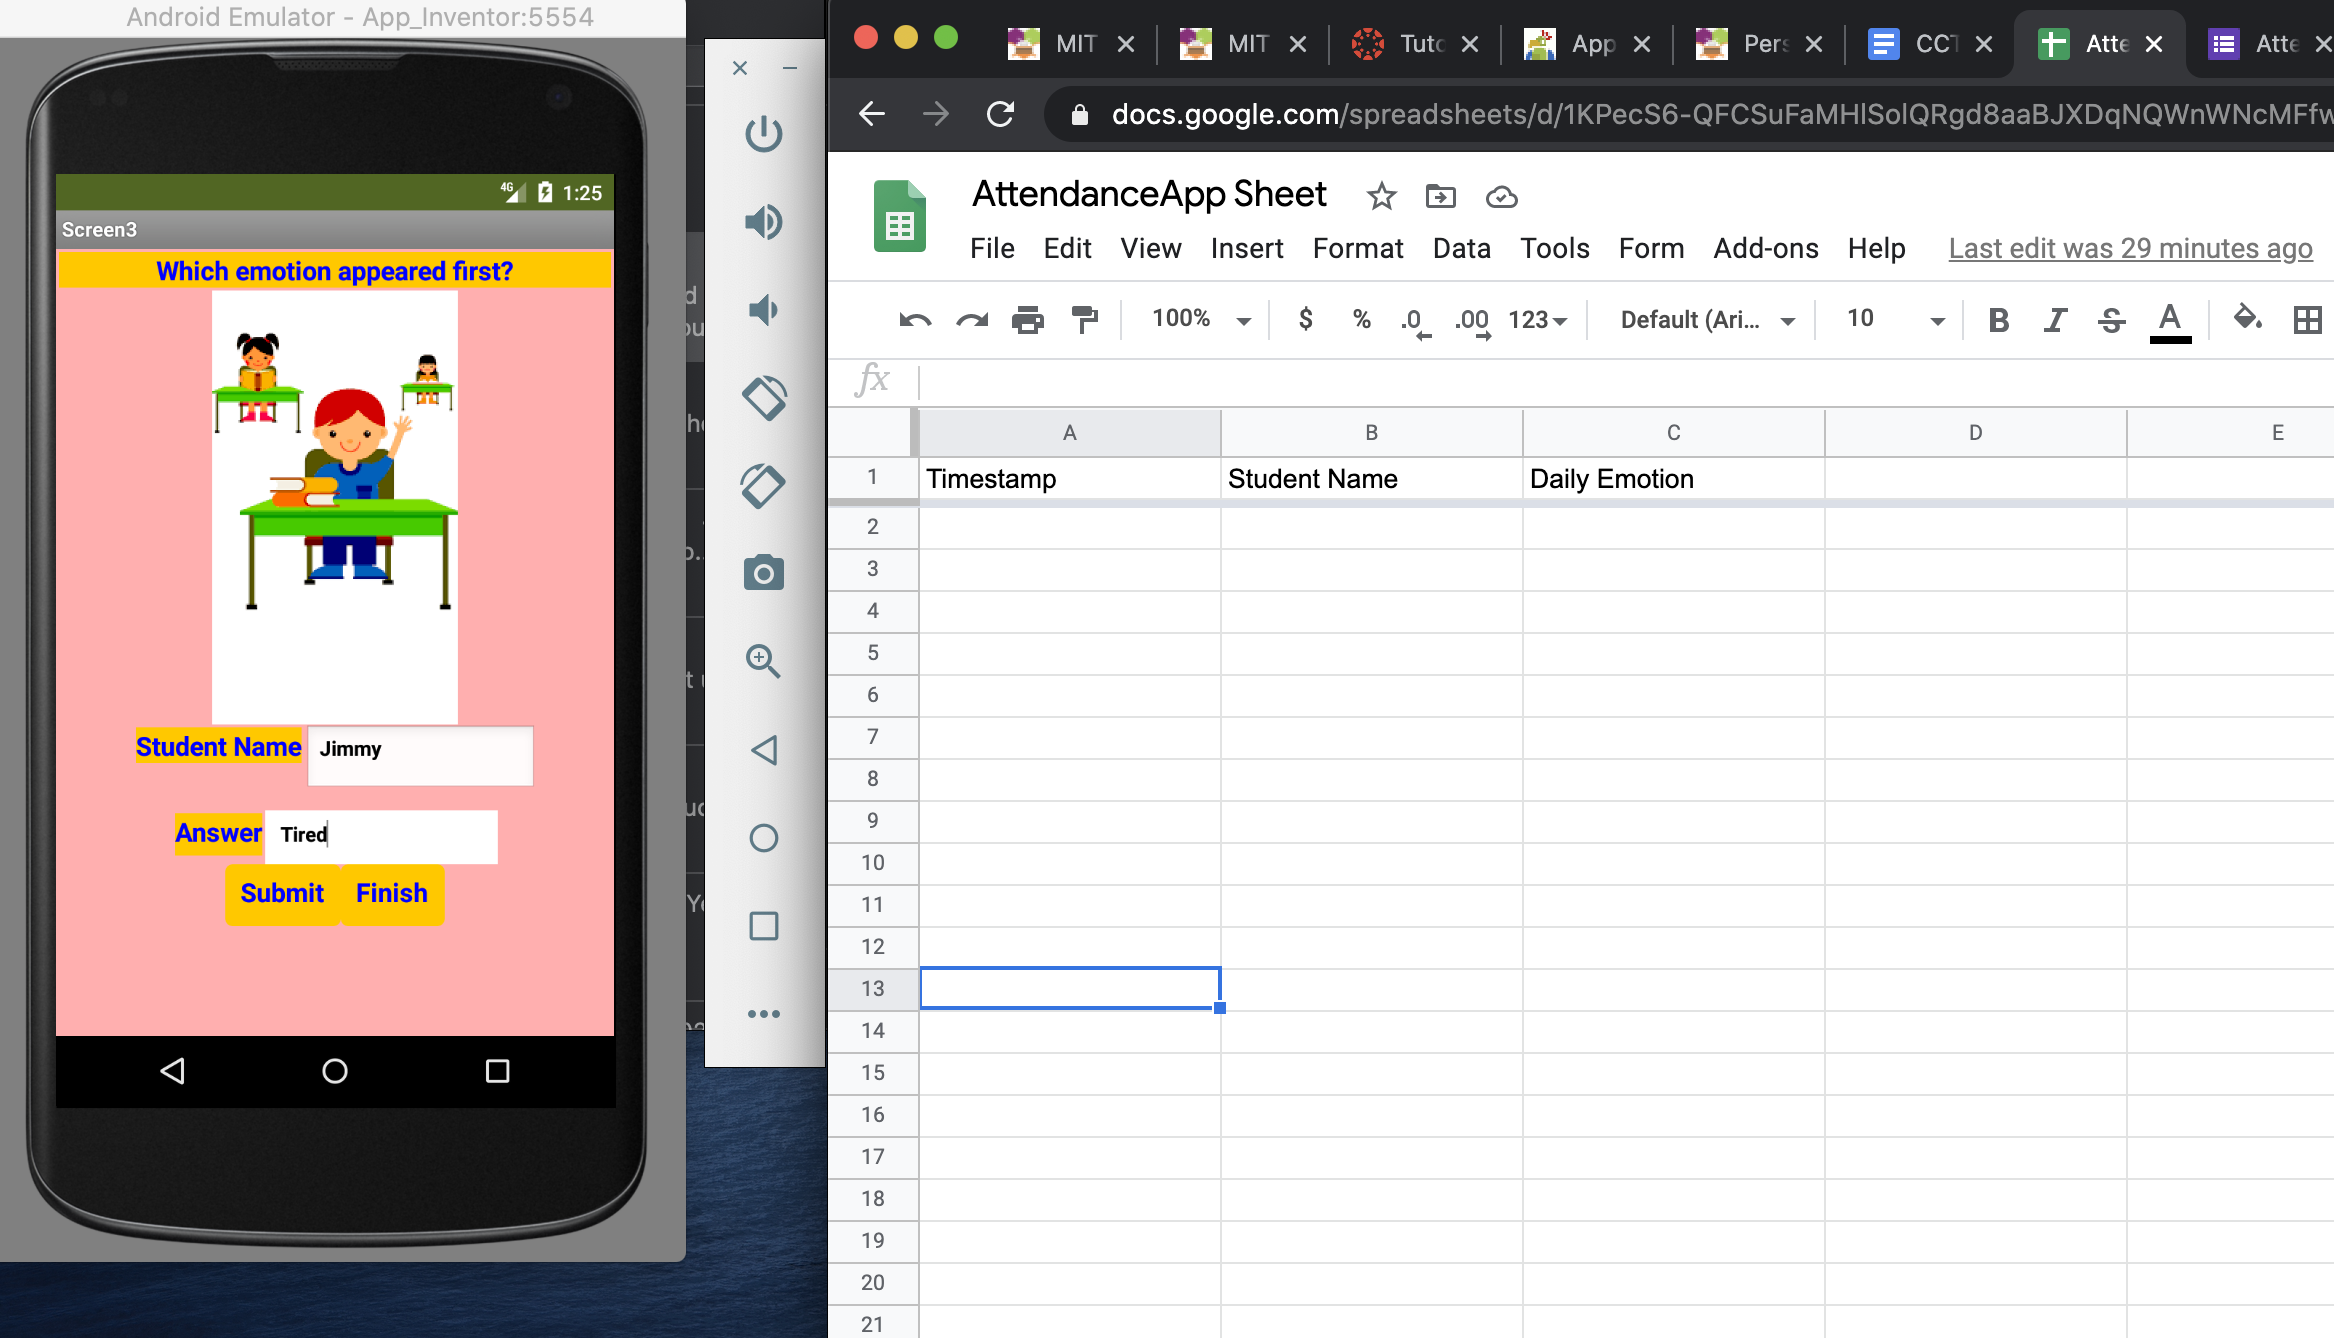 Android Emulator - App_Inventor:5554
4G 1:25
Screen3
Which emotion appeared first?
Student Name Jimmy
Answer Tired
Submit Finish
MIT MIT Tutc App Pers CCT Atte Atte
docs.google.com/spreadsheets/d/1KPecS6-QFCSuFaMHlSolQRgd8aaBJXDqNQWnWNcMFfw
AttendanceApp Sheet
File Edit View Insert Format Data Tools Form Add-ons Help Last edit was 29 minutes ago
100% $ % .0 .00 123 Default (Ari... 10 B I S A
fx
A B C D E
1 Timestamp Student Name Daily Emotion
2
3
4
5
6
7
8
9
10
11
12
13
14
15
16
17
18
19
20
21